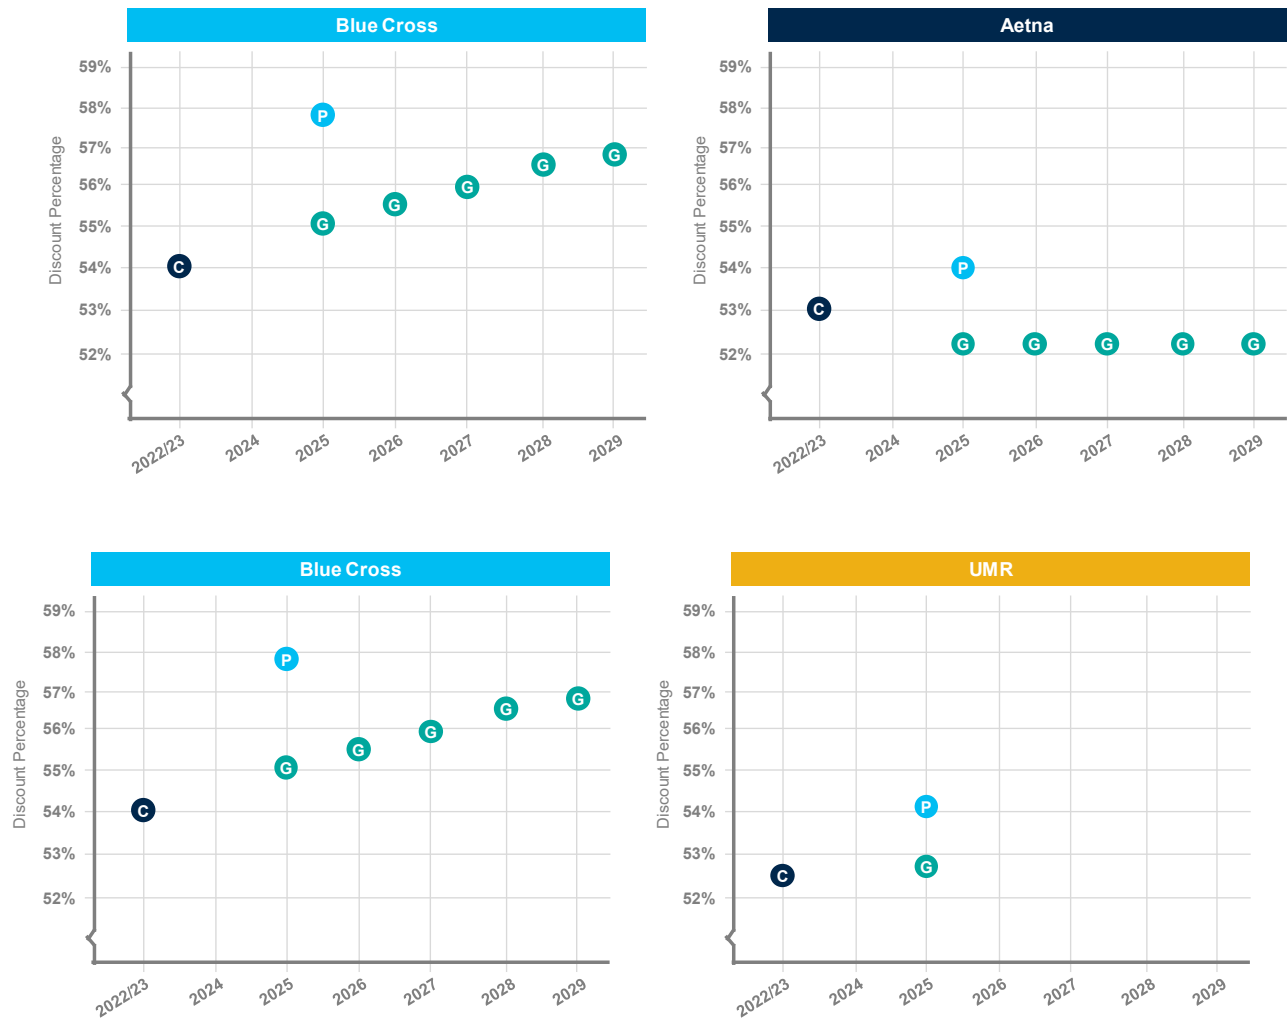 Blue Cross
59%
58%
57%
56%
55%
54%
53%
52%
Discount Percentage
P
G
G
G
G
G
C
2022/23
2024
2025
2026
2027
2028
2029
Aetna
59%
58%
57%
56%
55%
54%
53%
52%
Discount Percentage
P
C
G
G
G
G
G
2022/23
2024
2025
2026
2027
2028
2029
Blue Cross
59%
58%
57%
56%
55%
54%
53%
52%
Discount Percentage
P
G
G
G
G
G
C
2022/23
2024
2025
2026
2027
2028
2029
UMR
59%
58%
57%
56%
55%
54%
53%
52%
Discount Percentage
P
G
C
2022/23
2024
2025
2026
2027
2028
2029